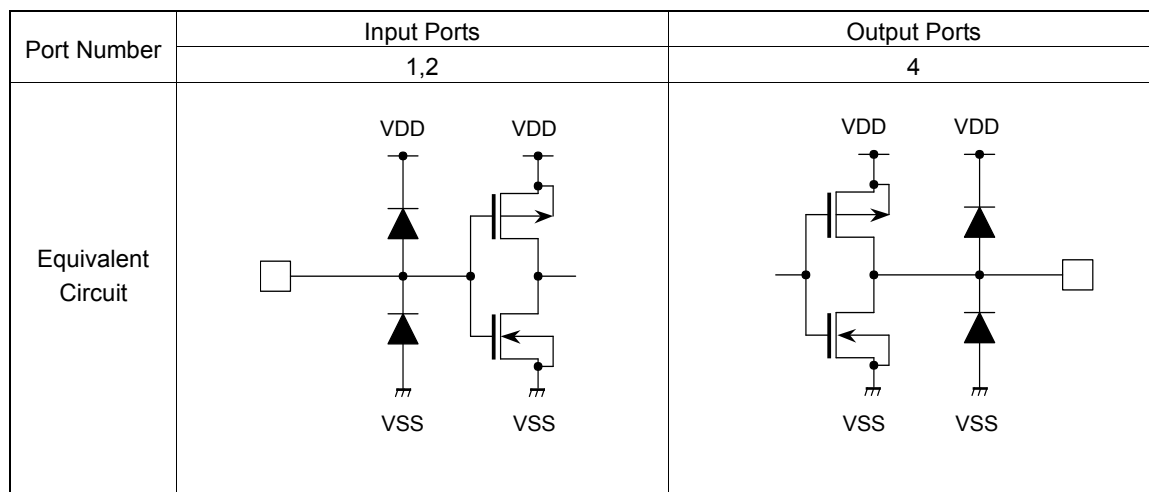 Port Number
Input Ports
Output Ports
1,2
4
Equivalent
Circuit
VDD
VDD
VSS
VSS
VDD
VDD
VSS
VSS